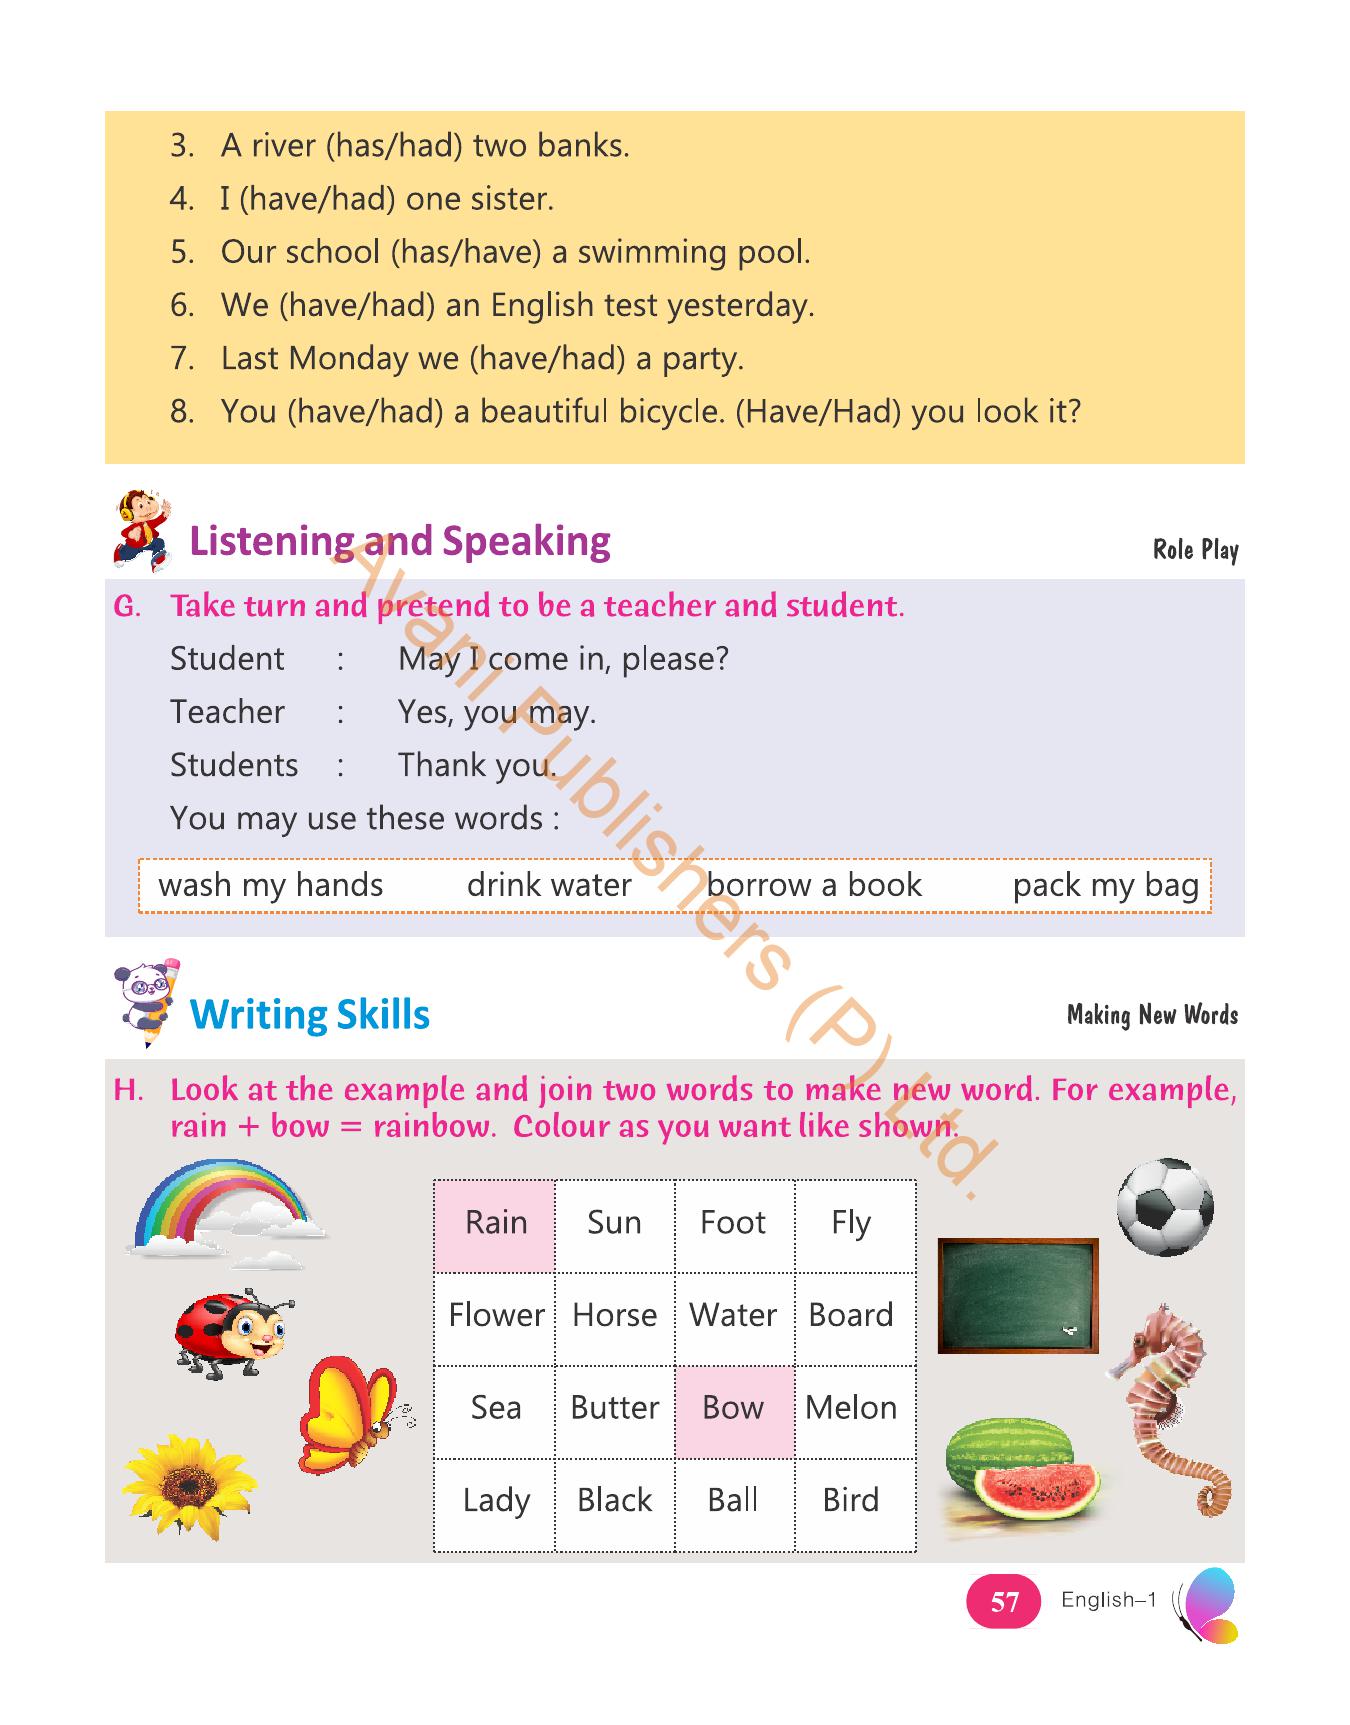 3. A river (has/had) two banks.
4. I (have/had) one sister.
5. Our school (has/have) a swimming pool.
6. We (have/had) an English test yesterday.
7. Last Monday we (have/had) a party.
8. You (have/had) a beautiful bicycle. (Have/Had) you look it?
Listening and Speaking Role Play
G. Take turn and pretend to be a teacher and student.
Student : May I come in, please?
Teacher : Yes, you may.
Students : Thank you.
You may use these words :
wash my hands drink water borrow a book pack my bag
Writing Skills Making New Words
H. Look at the example and join two words to make new word. For example,
rain + bow = rainbow. Colour as you want like shown.
Rain Sun Foot Fly
Flower Horse Water Board
Sea Butter Bow Melon
Lady Black Ball Bird
57 English–1
Avani Publishers (P) Ltd.